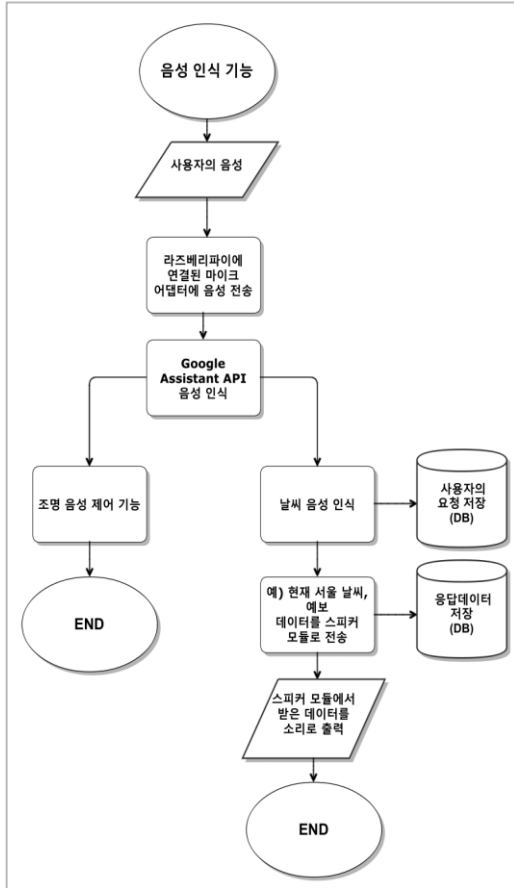 음성 인식 기능
사용자의 음성
라즈베리파이에
연결된 마이크
어댑터에 음성 전송
Google
Assistant API
음성 인식
조명 음성 제어 기능
END
날씨 음성 인식
사용자의
요청 저장
(DB)
예) 현재 서울 날씨,
예보
데이터를 스피커
모듈로 전송
응답데이터
저장
(DB)
스피커 모듈에서
받은 데이터를
소리로 출력
END